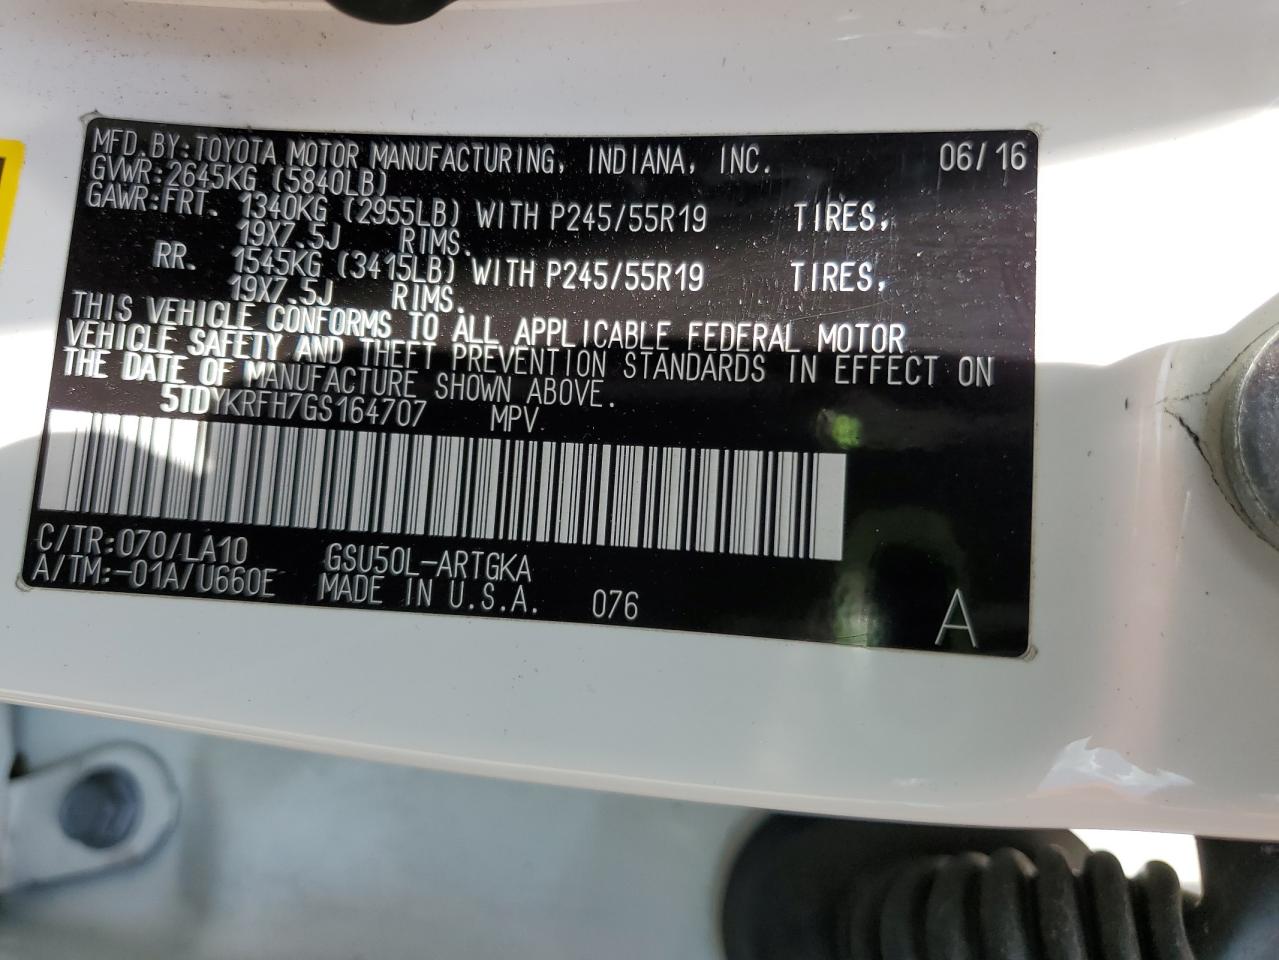 MFD. BY: TOYOTA MOTOR MANUFACTURING, INDIANA, INC. 06/16
GVWR: 2645KG (5840LB)
GAWR: FRT. 1340KG (2955LB) WITH P245/55R19 TIRES,
19X7.5J RIMS.
RR. 1545KG (3415LB) WITH P245/55R19 TIRES,
19X7.5J RIMS.
THIS VEHICLE CONFORMS TO ALL APPLICABLE FEDERAL MOTOR
VEHICLE SAFETY AND THEFT PREVENTION STANDARDS IN EFFECT ON
THE DATE OF MANUFACTURE SHOWN ABOVE.
5TDYKRFH7GS164707 MPV
C/TR: 070/LA10 GSU50L-ARTGKA
A/TM: -01A/U660E MADE IN U.S.A. 076 A